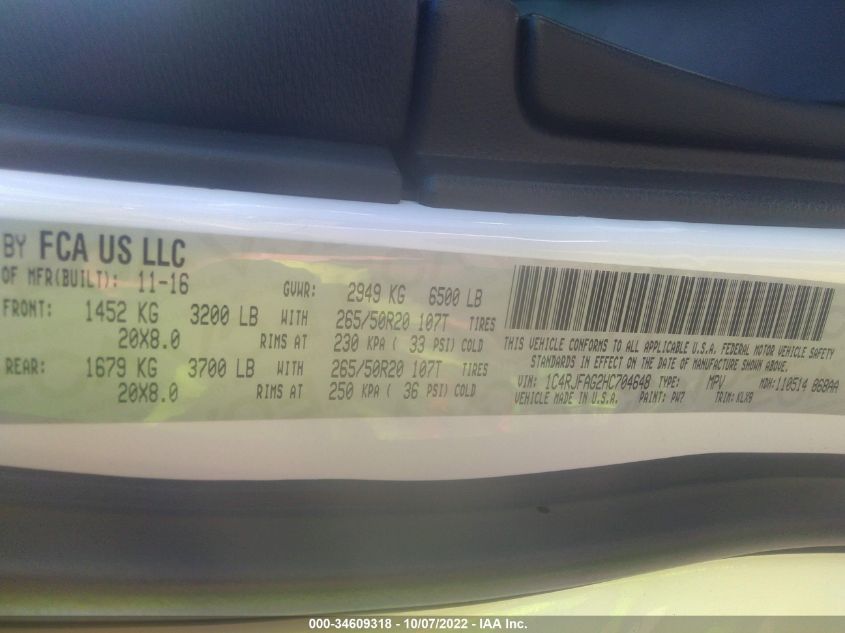 BY FCA US LLC
OF MFR(BUILT): 11-16 GVWR: 2949 KG 6500 LB
FRONT: 1452 KG 3200 LB WITH 265/50R20 107T TIRES
20X8.0 RIMS AT 230 KPA ( 33 PSI) COLD
REAR: 1679 KG 3700 LB WITH 265/50R20 107T TIRES
20X8.0 RIMS AT 250 KPA ( 36 PSI) COLD
THIS VEHICLE CONFORMS TO ALL APPLICABLE U.S.A. FEDERAL MOTOR VEHICLE SAFETY
STANDARDS IN EFFECT ON THE DATE OF MANUFACTURE SHOWN ABOVE.
VIN: 1C4RJFAG2HC704648 TYPE: MPV MDH:110514 868AA
VEHICLE MADE IN U.S.A. PAINT: PW7 TRIM:KLX9
000-34609318 - 10/07/2022 - IAA Inc.